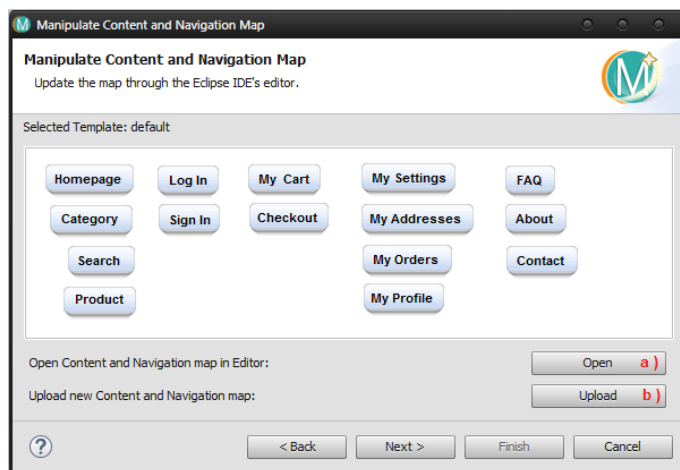 M Manipulate Content and Navigation Map
Manipulate Content and Navigation Map
Update the map through the Eclipse IDE's editor.
M
Selected Template: default
Homepage Log In My Cart My Settings FAQ
Category Sign In Checkout My Addresses About
Search My Orders Contact
Product My Profile
Open Content and Navigation map in Editor: Open a )
Upload new Content and Navigation map: Upload b )
? < Back Next > Finish Cancel